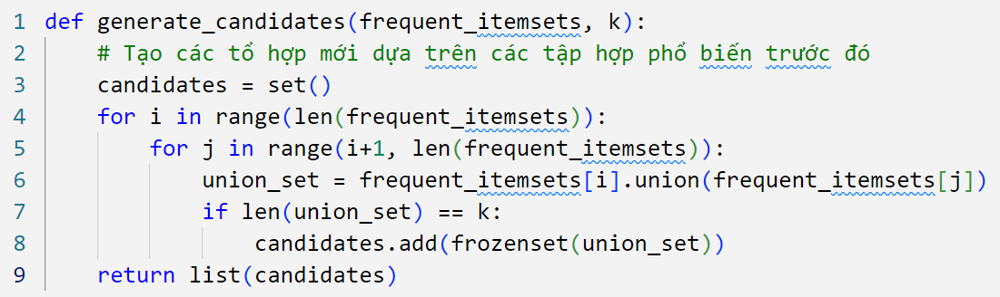 1 def generate_candidates(frequent_itemsets, k):
2     # Tạo các tổ hợp mới dựa trên các tập hợp phổ biến trước đó
3     candidates = set()
4     for i in range(len(frequent_itemsets)):
5         for j in range(i+1, len(frequent_itemsets)):
6             union_set = frequent_itemsets[i].union(frequent_itemsets[j])
7             if len(union_set) == k:
8                 candidates.add(frozenset(union_set))
9     return list(candidates)